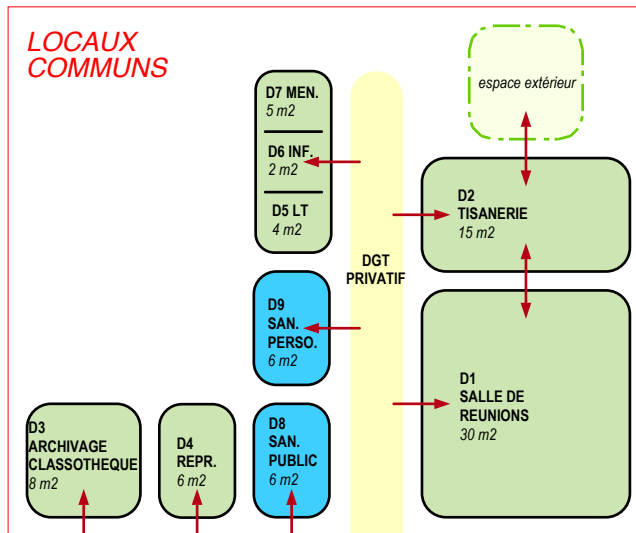 LOCAUX
COMMUNS
D7 MEN.
5 m2
D6 INF.
2 m2
D5 LT
4 m2
espace extérieur
D2
TISANERIE
15 m2
DGT
PRIVATIF
D9
SAN.
PERSO.
6 m2
D1
SALLE DE
REUNIONS
30 m2
D3
ARCHIVAGE
CLASSOTHEQUE
8 m2
D4
REPR.
6 m2
D8
SAN.
PUBLIC
6 m2